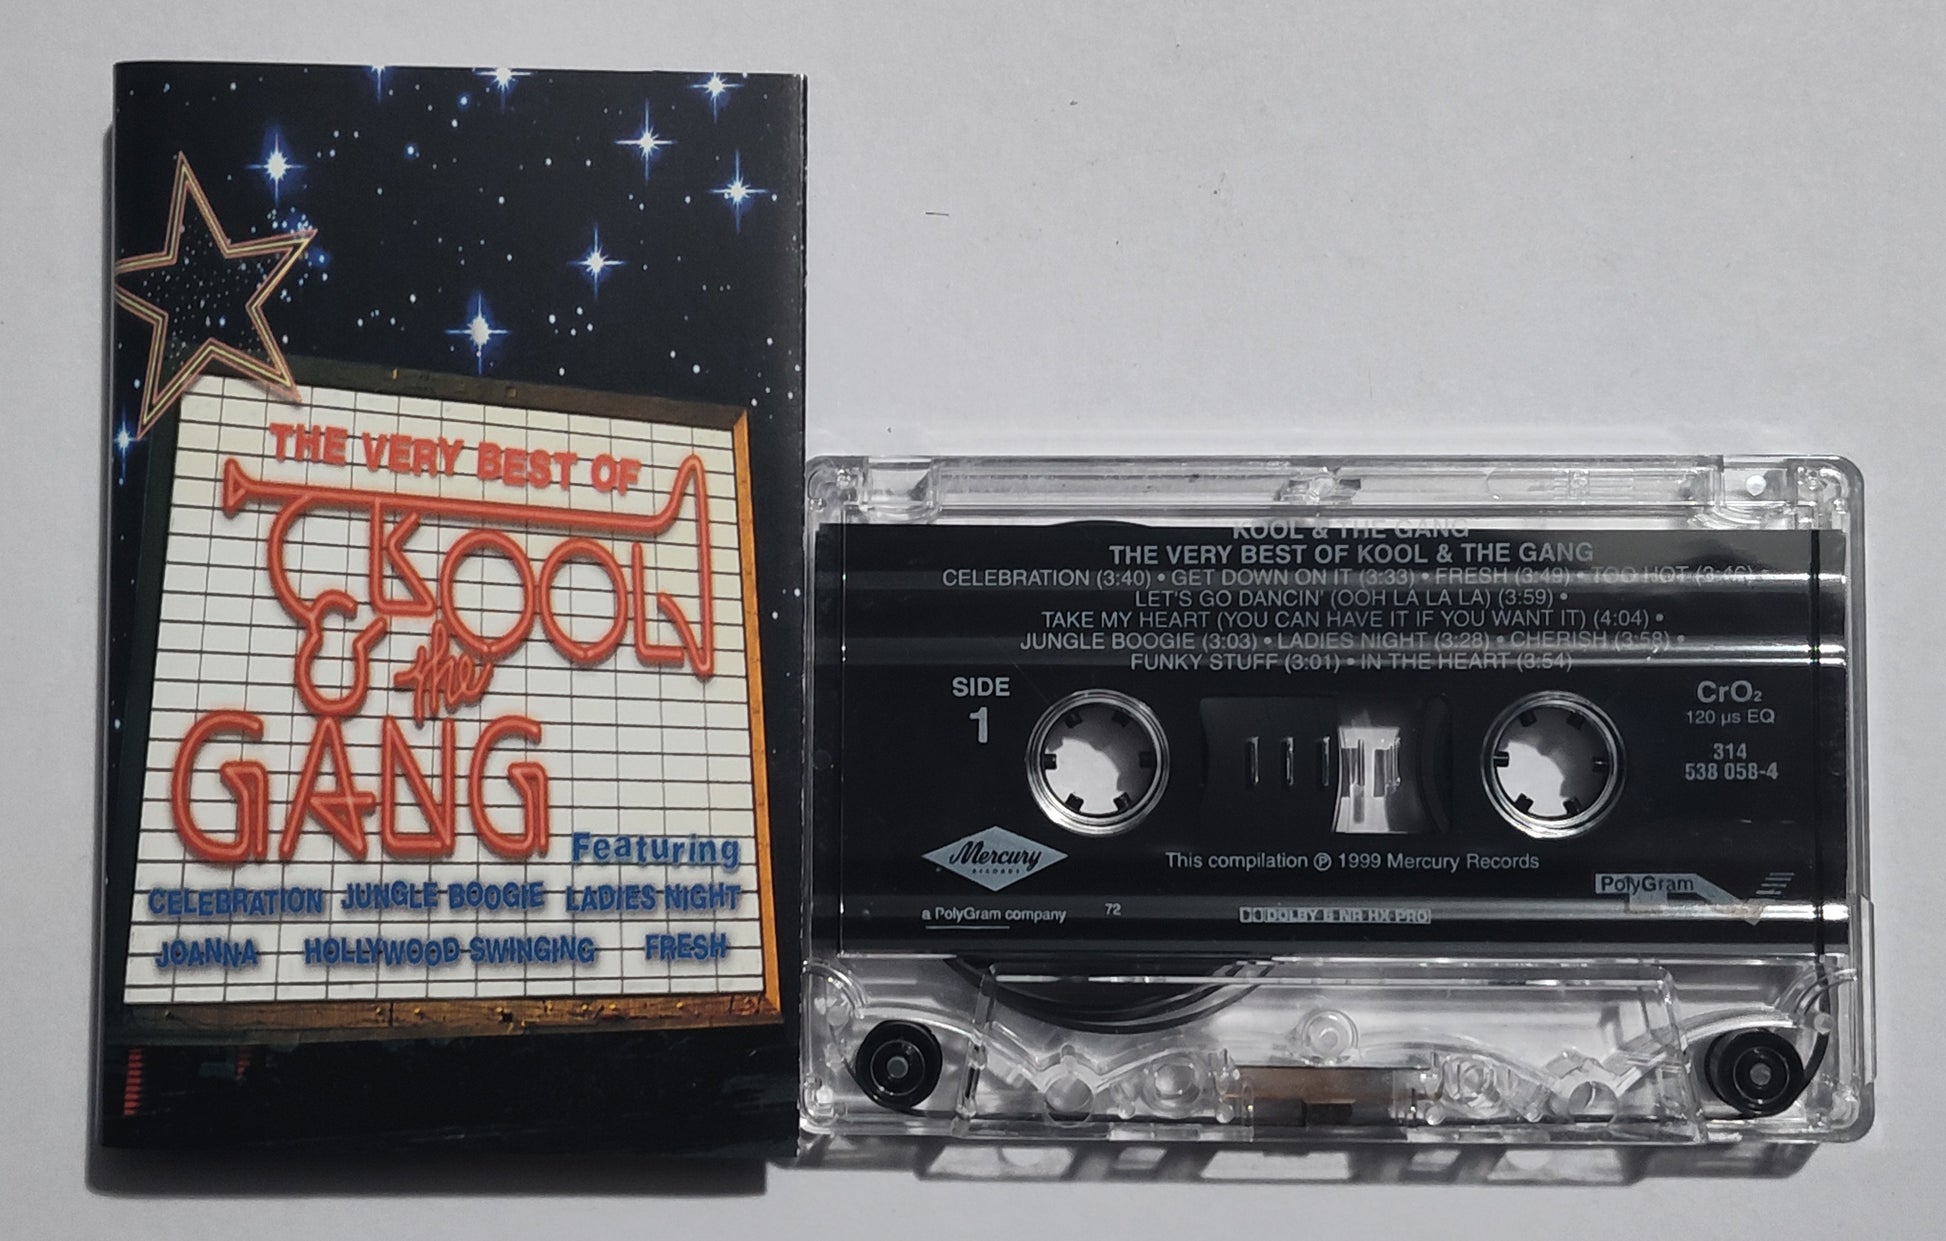 THE VERY BEST OF
KOOL
& the
GANG
Featuring
CELEBRATION JUNGLE BOOGIE LADIES NIGHT
JOANNA HOLLYWOOD SWINGING FRESH
KOOL & THE GANG
THE VERY BEST OF KOOL & THE GANG
CELEBRATION (3:40) • GET DOWN ON IT (3:33) • FRESH (3:49) • TOO HOT (3:46) •
LET'S GO DANCIN' (OOH LA LA LA) (3:59) •
TAKE MY HEART (YOU CAN HAVE IT IF YOU WANT IT) (4:04) •
JUNGLE BOOGIE (3:03) • LADIES NIGHT (3:28) • CHERISH (3:58) •
FUNKY STUFF (3:01) • IN THE HEART (3:54)
SIDE
1
CrO₂
120 µs EQ
314
538 058-4
Mercury
RECORDS
This compilation ℗ 1999 Mercury Records
PolyGram
a PolyGram company
72
DOLBY B NR HX PRO